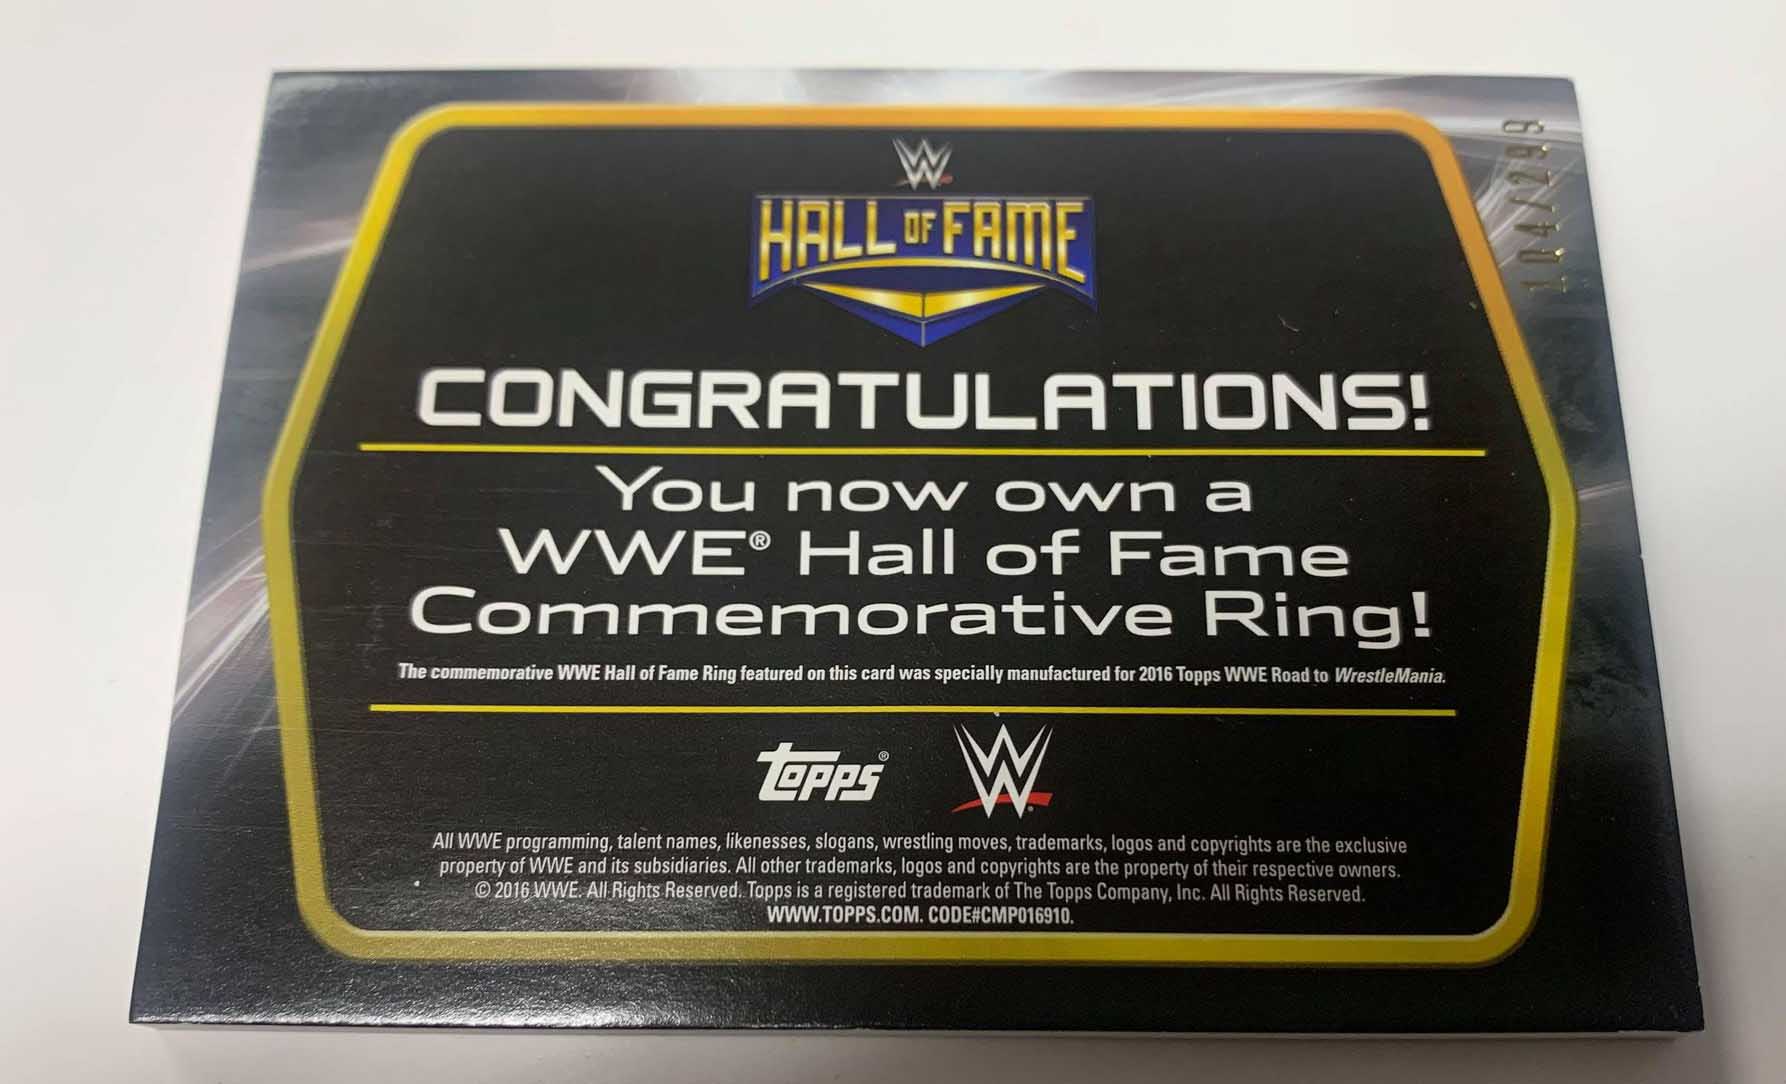 W
HALL OF FAME
104/299
CONGRATULATIONS!
You now own a
WWE® Hall of Fame
Commemorative Ring!
The commemorative WWE Hall of Fame Ring featured on this card was specially manufactured for 2016 Topps WWE Road to WrestleMania.
Topps® W
All WWE programming, talent names, likenesses, slogans, wrestling moves, trademarks, logos and copyrights are the exclusive
property of WWE and its subsidiaries. All other trademarks, logos and copyrights are the property of their respective owners.
© 2016 WWE. All Rights Reserved. Topps is a registered trademark of The Topps Company, Inc. All Rights Reserved.
WWW.TOPPS.COM. CODE#CMP016910.